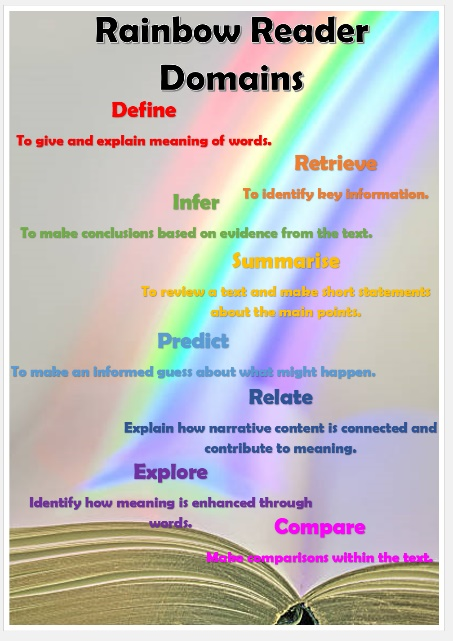 Rainbow Reader
Domains
Define
To give and explain meaning of words.
Retrieve
To identify key information.
Infer
To make conclusions based on evidence from the text.
Summarise
To review a text and make short statements
about the main points.
Predict
To make an informed guess about what might happen.
Relate
Explain how narrative content is connected and
contribute to meaning.
Explore
Identify how meaning is enhanced through
words.
Compare
Make comparisons within the text.